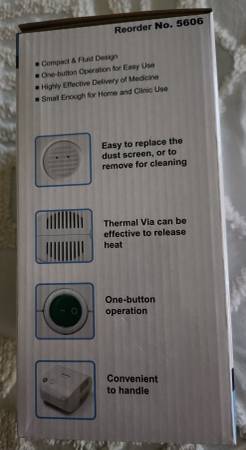 Reorder No. 5606
■ Compact & Fluid Design
■ One-button Operation for Easy Use
■ Highly Effective Delivery of Medicine
■ Small Enough for Home and Clinic Use
Easy to replace the
dust screen, or to
remove for cleaning
Thermal Via can be
effective to release
heat
One-button
operation
Convenient
to handle